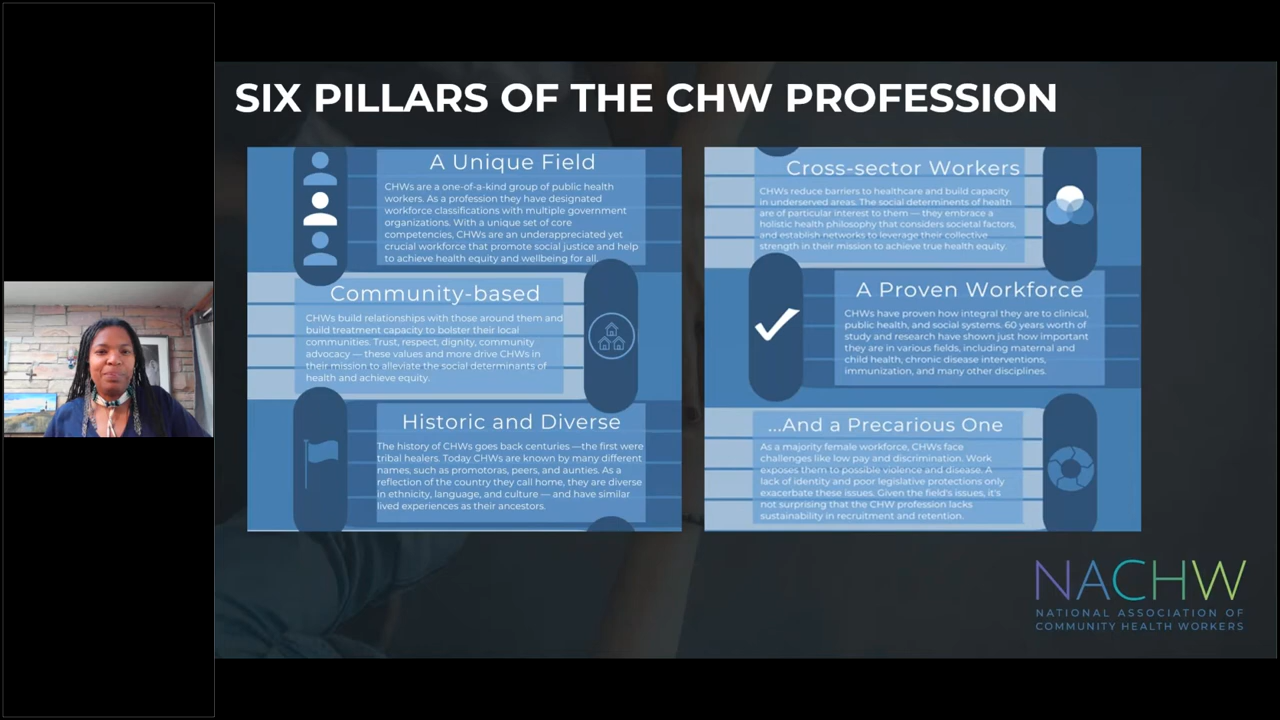 SIX PILLARS OF THE CHW PROFESSION
A Unique Field
CHWs are a one-of-a-kind group of public health
workers. As a profession they have designated
workforce classifications with multiple government
organizations. With a unique set of core
competencies, CHWs are an underappreciated yet
crucial workforce that promote social justice and help
to achieve health equity and wellbeing for all.
Community-based
CHWs build relationships with those around them and
build treatment capacity to bolster their local
communities. Trust, respect, dignity, community
advocacy — these values and more drive CHWs in
their mission to alleviate the social determinants of
health and achieve equity.
Historic and Diverse
The history of CHWs goes back centuries —the first were
tribal healers. Today CHWs are known by many different
names, such as promotoras, peers, and aunties. As a
reflection of the country they call home, they are diverse
in ethnicity, language, and culture — and have similar
lived experiences as their ancestors.
Cross-sector Workers
CHWs reduce barriers to healthcare and build capacity
in underserved areas. The social determinents of health
are of particular interest to them — they embrace a
holistic health philosophy that considers societal factors,
and establish networks to leverage their collective
strength in their mission to achieve true health equity.
A Proven Workforce
CHWs have proven how integral they are to clinical,
public health, and social systems. 60 years worth of
study and research have shown just how important
they are in various fields, including maternal and
child health, chronic disease interventions,
immunization, and many other disciplines.
...And a Precarious One
As a majority female workforce, CHWs face
challenges like low pay and discrimination. Work
exposes them to possible violence and disease. A
lack of identity and poor legislative protections only
exacerbate these issues. Given the field's issues, it's
not surprising that the CHW profession lacks
sustainability in recruitment and retention.
NACHW
NATIONAL ASSOCIATION OF
COMMUNITY HEALTH WORKERS